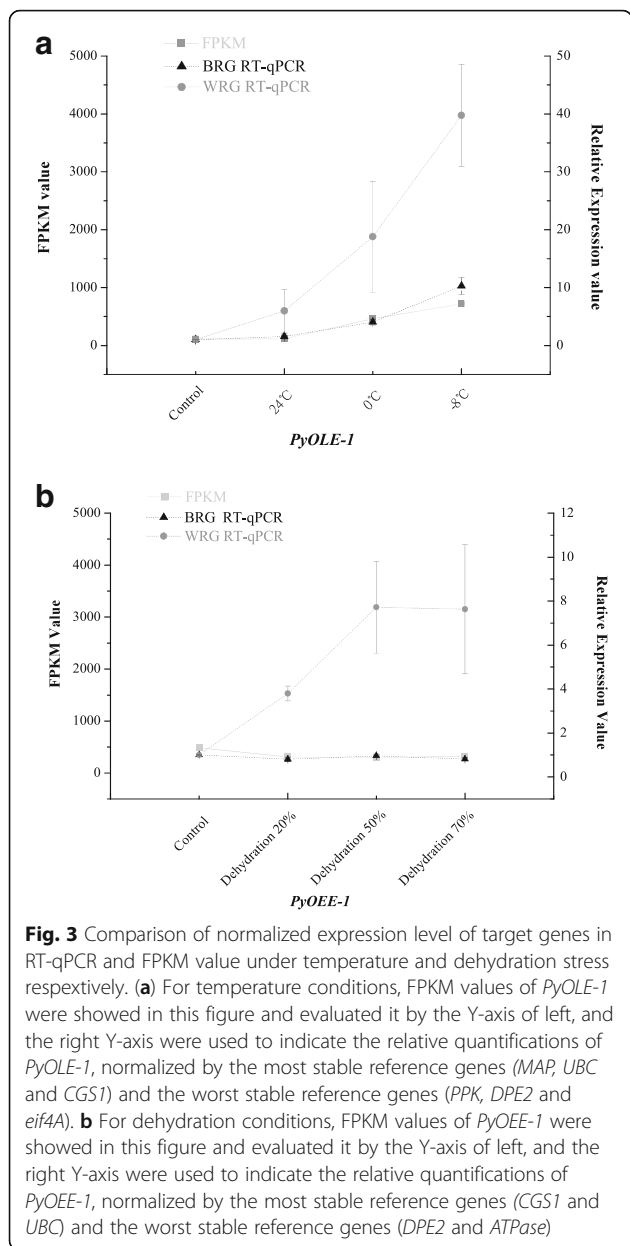 a
FPKM
BRG RT-qPCR
WRG RT-qPCR
5000
4000
3000
2000
1000
0
FPKM value
50
40
30
20
10
0
Relative Expression value
Control
24℃
0℃
-8℃
PyOLE-1
b
FPKM
BRG RT-qPCR
WRG RT-qPCR
5000
4000
3000
2000
1000
0
FPKM Value
12
10
8
6
4
2
0
Relative Expression Value
Control
Dehydration 20%
Dehydration 50%
Dehydration 70%
PyOEE-1
Fig. 3 Comparison of normalized expression level of target genes in
RT-qPCR and FPKM value under temperature and dehydration stress
respextively. (a) For temperature conditions, FPKM values of PyOLE-1
were showed in this figure and evaluated it by the Y-axis of left, and
the right Y-axis were used to indicate the relative quantifications of
PyOLE-1, normalized by the most stable reference genes (MAP, UBC
and CGS1) and the worst stable reference genes (PPK, DPE2 and
eif4A). b For dehydration conditions, FPKM values of PyOEE-1 were
showed in this figure and evaluated it by the Y-axis of left, and the
right Y-axis were used to indicate the relative quantifications of
PyOEE-1, normalized by the most stable reference genes (CGS1 and
UBC) and the worst stable reference genes (DPE2 and ATPase)